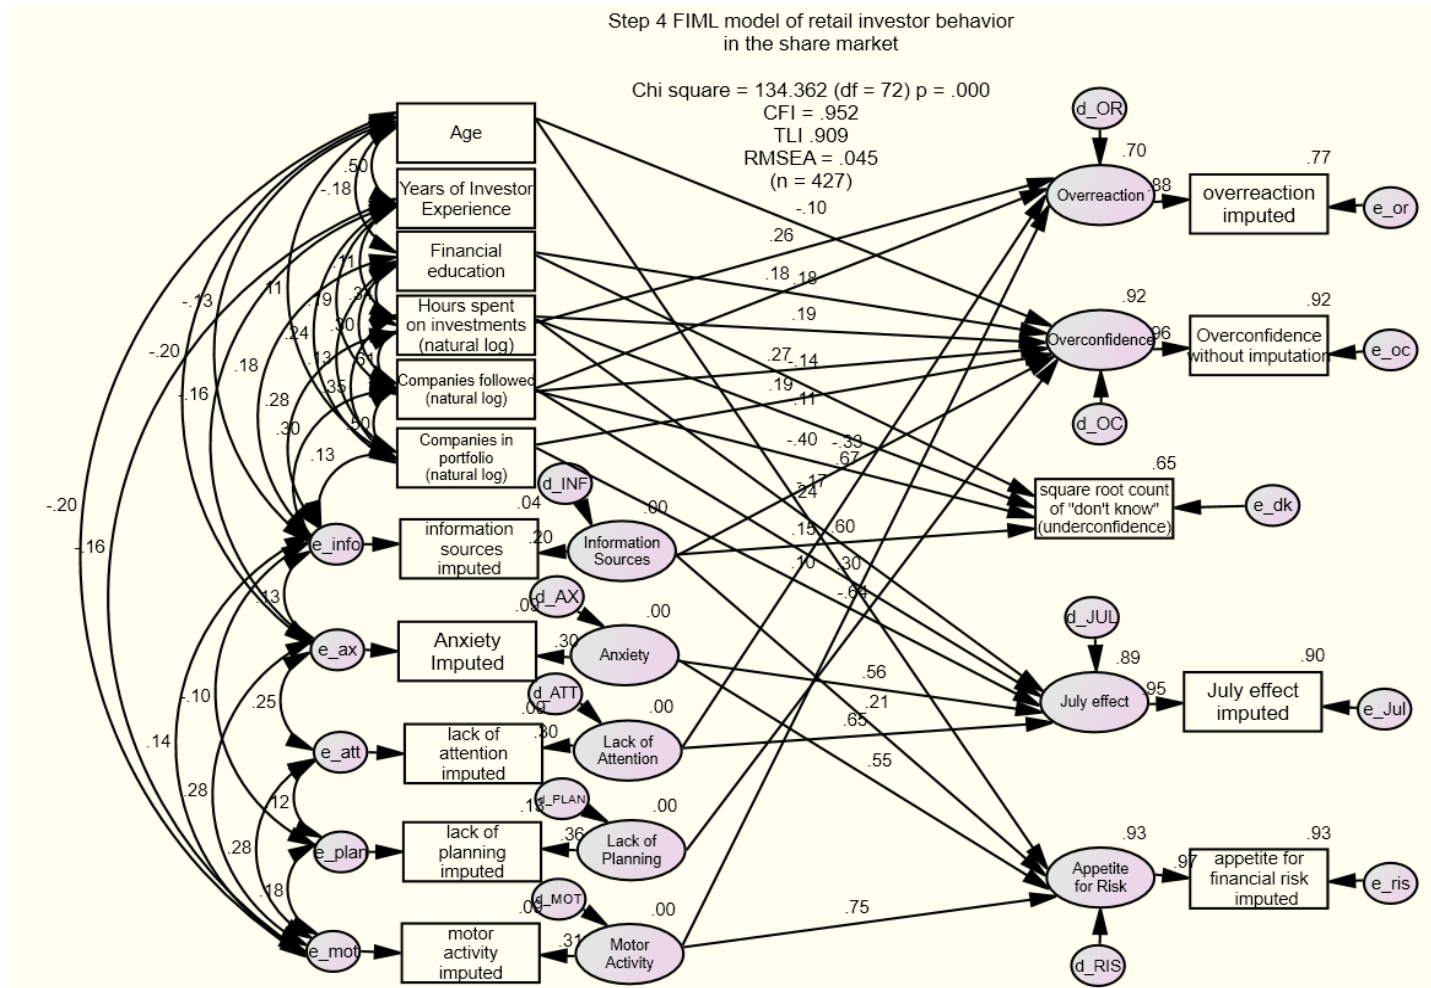 Step 4 FIML model of retail investor behavior
in the share market
Chi square = 134.362 (df = 72) p = .000
CFI = .952
TLI .909
RMSEA = .045
(n = 427)
Age
Years of Investor
Experience
Financial
education
Hours spent
on investments
(natural log)
Companies followed
(natural log)
Companies in
portfolio
(natural log)
.50
-.18
.11
.11
.19
.30
.24
.13
.35
.50
-.13
-.20
-.16
.18
.28
.30
.13
-.20
-.16
e_info
e_ax
e_att
e_plan
e_mot
.13
-.10
.25
.14
.28
.12
.28
.18
information
sources
imputed
Anxiety
Imputed
lack of
attention
imputed
lack of
planning
imputed
motor
activity
imputed
d_INF
.04
.00
.20
Information
Sources
d_AX
.00
.30
Anxiety
d_ATT
.00
.30
Lack of
Attention
.00
.36
Lack of
Planning
.00
.31
Motor
Activity
-.10
.26
.18
.18
.19
.27
-.14
.19
.11
-.40
-.33
.67
-.17
.24
.15
.60
.10
.30
-.64
.56
.21
.65
.55
.75
d_OR
.70
Overreaction
.88
.77
overreaction
imputed
e_or
.92
Overconfidence
.96
.92
Overconfidence
without imputation
e_oc
d_OC
.65
square root count
of "don't know"
(underconfidence)
e_dk
d_JUL
.89
July effect
.95
.90
July effect
imputed
e_Jul
.93
Appetite
for Risk
.97
.93
appetite for
financial risk
imputed
e_ris
d_RIS